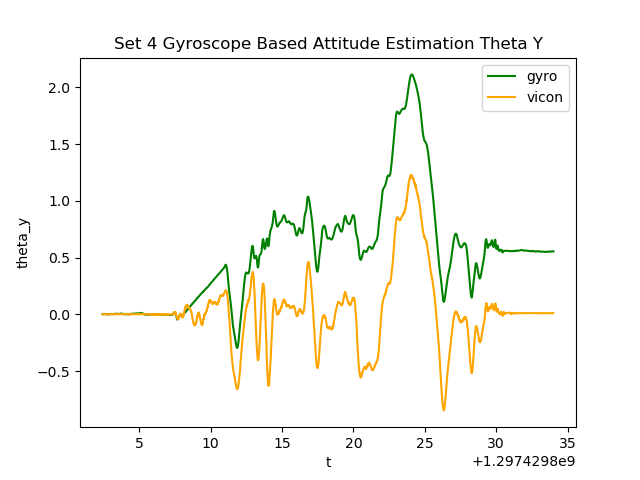 Set 4 Gyroscope Based Attitude Estimation Theta Y
gyro
vicon
theta_y
2.0
1.5
1.0
0.5
0.0
−0.5
5 10 15 20 25 30 35
t
+1.2974298e9